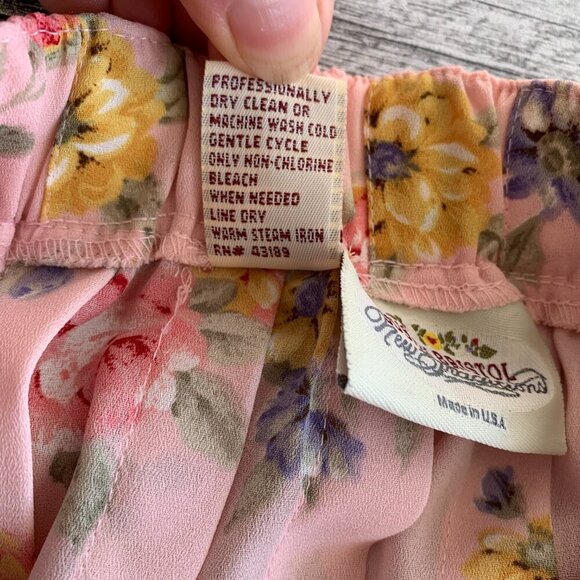 PROFESSIONALLY
DRY CLEAN OR
MACHINE WASH COLD
GENTLE CYCLE
ONLY NON-CHLORINE
BLEACH
WHEN NEEDED
LINE DRY
WARM STEAM IRON
RN# 43189
BRISTOL
New Directions
Made in U.S.A.